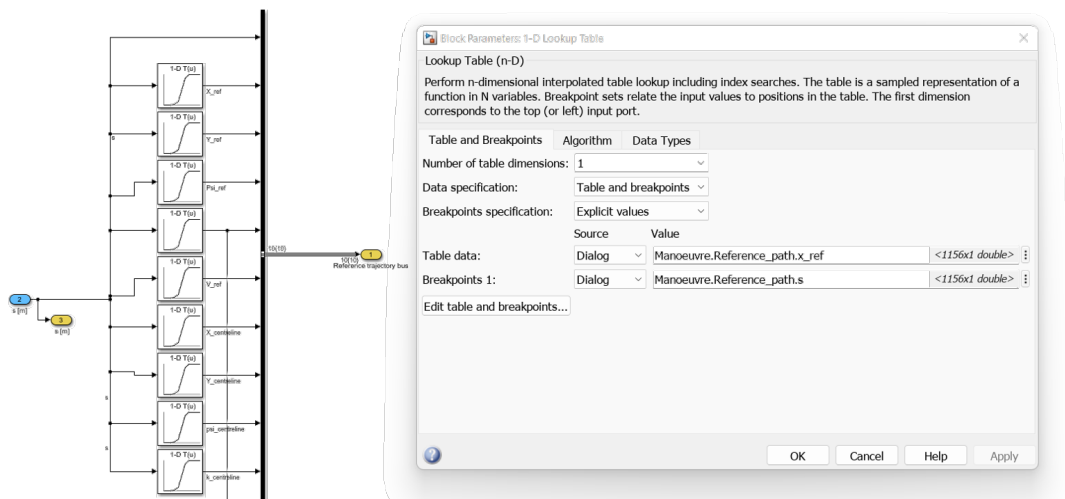 1-D T(u)
X_ref
s
1-D T(u)
Y_ref
1-D T(u)
Psi_ref
1-D T(u)
10{10}
10{10}
1
Reference trajectory bus
1-D T(u)
V_ref
2
s [m]
3
s [m]
1-D T(u)
X_centreline
1-D T(u)
Y_centreline
s
1-D T(u)
psi_centreline
s
1-D T(u)
k_centreline
Block Parameters: 1-D Lookup Table
Lookup Table (n-D)
Perform n-dimensional interpolated table lookup including index searches. The table is a sampled representation of a
function in N variables. Breakpoint sets relate the input values to positions in the table. The first dimension
corresponds to the top (or left) input port.
Table and Breakpoints Algorithm Data Types
Number of table dimensions: 1
Data specification: Table and breakpoints
Breakpoints specification: Explicit values
Source Value
Table data: Dialog Manoeuvre.Reference_path.x_ref <1156x1 double>
Breakpoints 1: Dialog Manoeuvre.Reference_path.s <1156x1 double>
Edit table and breakpoints...
?
OK Cancel Help Apply